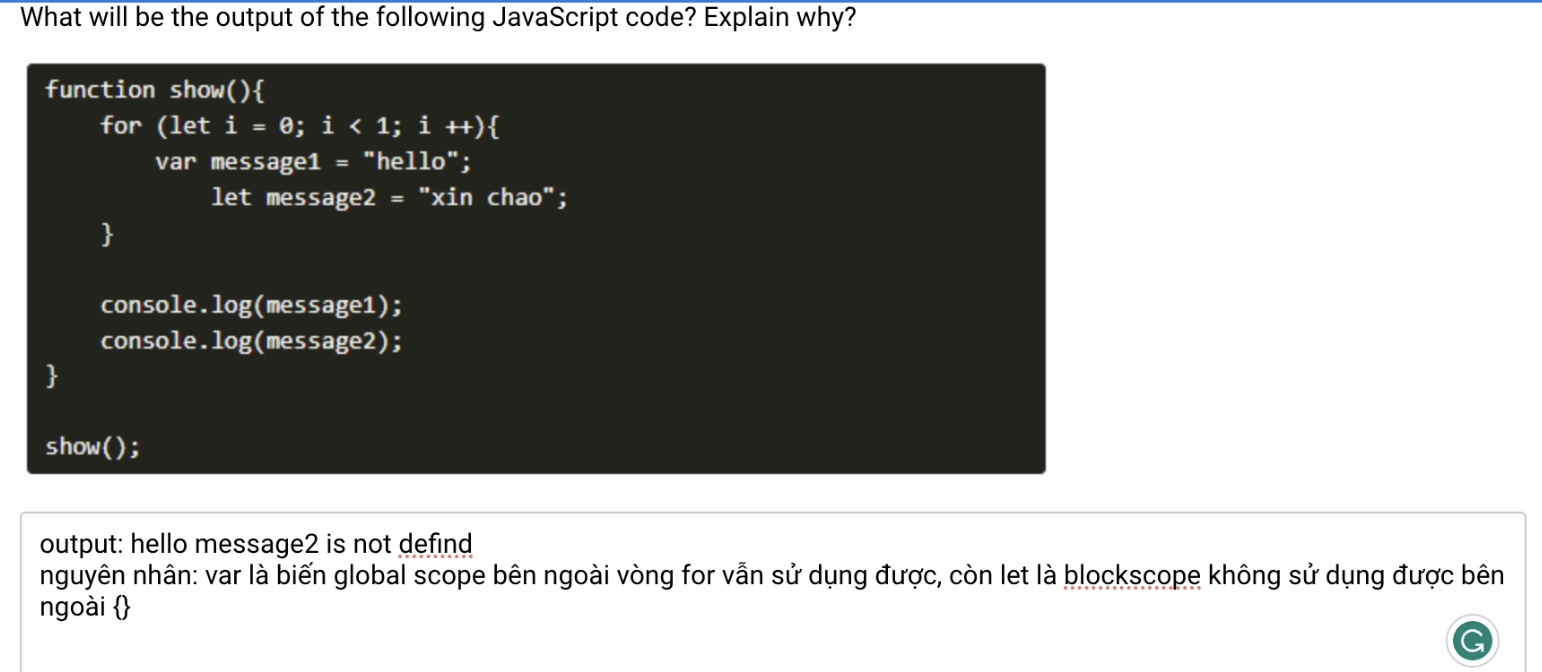 What will be the output of the following JavaScript code? Explain why?
function show(){
for (let i = 0; i < 1; i ++){
var message1 = "hello";
let message2 = "xin chao";
}
console.log(message1);
console.log(message2);
}
show();
output: hello message2 is not defind
nguyên nhân: var là biến global scope bên ngoài vòng for vẫn sử dụng được, còn let là blockscope không sử dụng được bên
ngoài {}